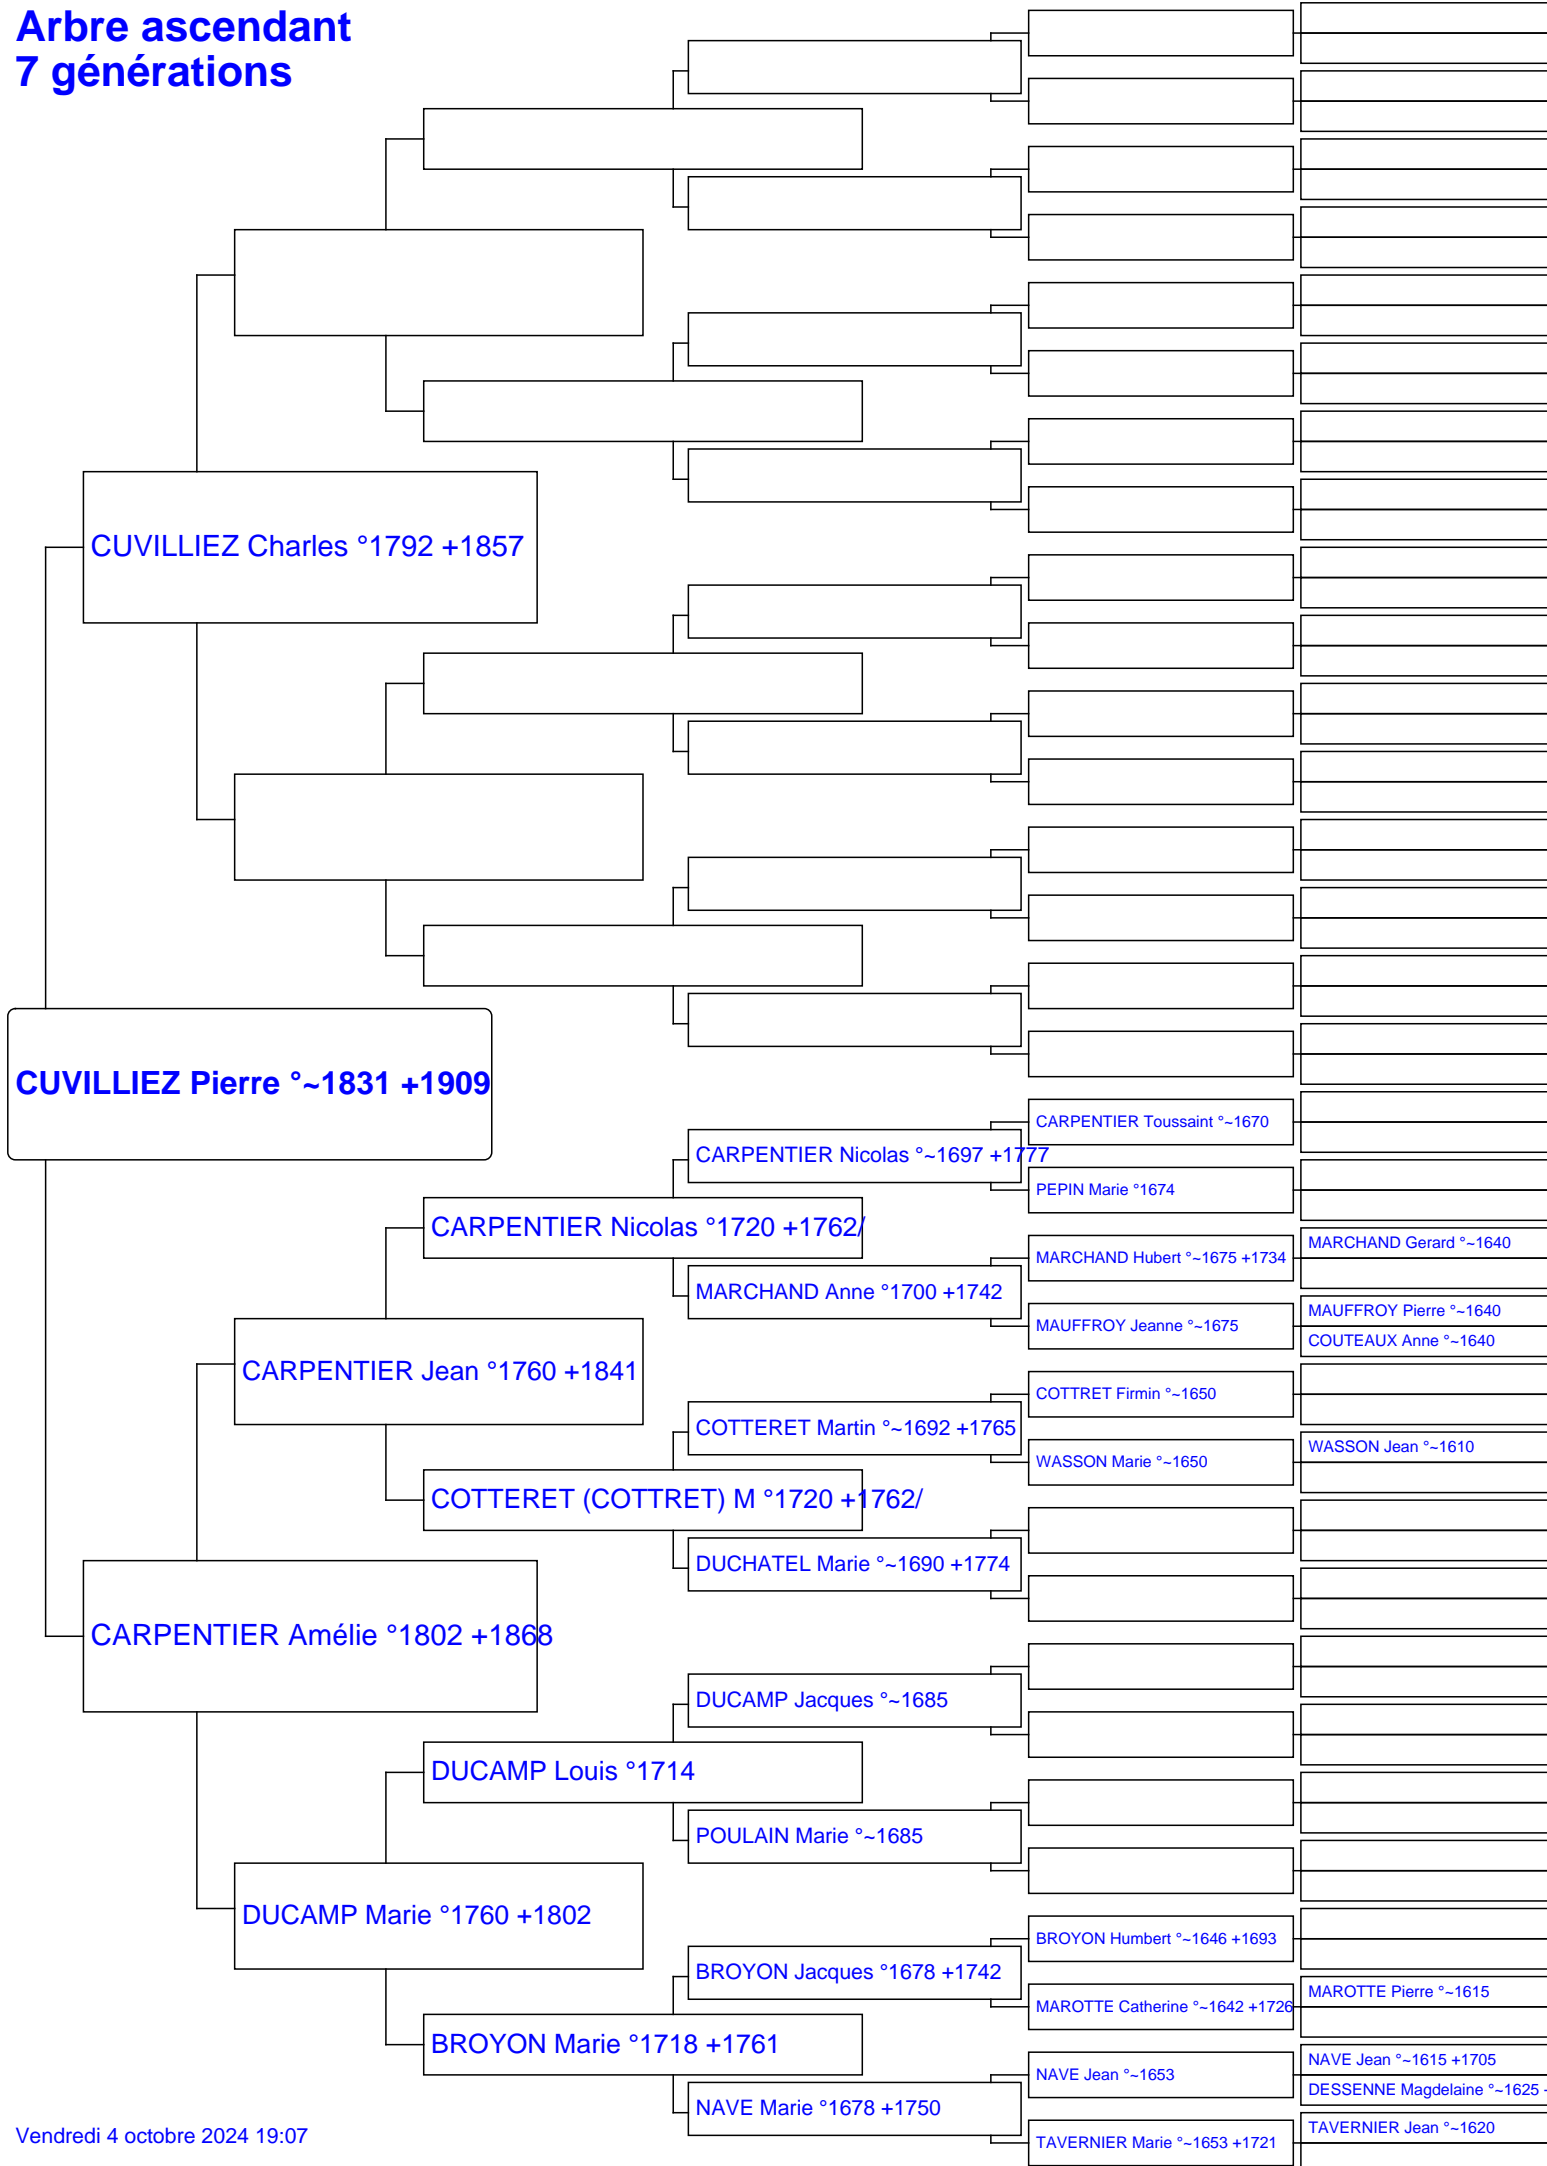 Arbre ascendant
7 générations
CUVILLIEZ Charles °1792 +1857
CUVILLIEZ Pierre °~1831 +1909
CARPENTIER Toussaint °~1670
CARPENTIER Nicolas °~1697 +1777
PEPIN Marie °1674
CARPENTIER Nicolas °1720 +1762/
MARCHAND Gerard °~1640
MARCHAND Hubert °~1675 +1734
MARCHAND Anne °1700 +1742
MAUFFROY Pierre °~1640
MAUFFROY Jeanne °~1675
COUTEAUX Anne °~1640
CARPENTIER Jean °1760 +1841
COTTRET Firmin °~1650
COTTERET Martin °~1692 +1765
WASSON Jean °~1610
WASSON Marie °~1650
COTTERET (COTTRET) M °1720 +1762/
DUCHATEL Marie °~1690 +1774
CARPENTIER Amélie °1802 +1868
DUCAMP Jacques °~1685
DUCAMP Louis °1714
POULAIN Marie °~1685
DUCAMP Marie °1760 +1802
BROYON Humbert °~1646 +1693
BROYON Jacques °1678 +1742
MAROTTE Pierre °~1615
MAROTTE Catherine °~1642 +1726
BROYON Marie °1718 +1761
NAVE Jean °~1615 +1705
NAVE Jean °~1653
DESSENNE Magdelaine °~1625
NAVE Marie °1678 +1750
TAVERNIER Jean °~1620
TAVERNIER Marie °~1653 +1721
Vendredi 4 octobre 2024 19:07